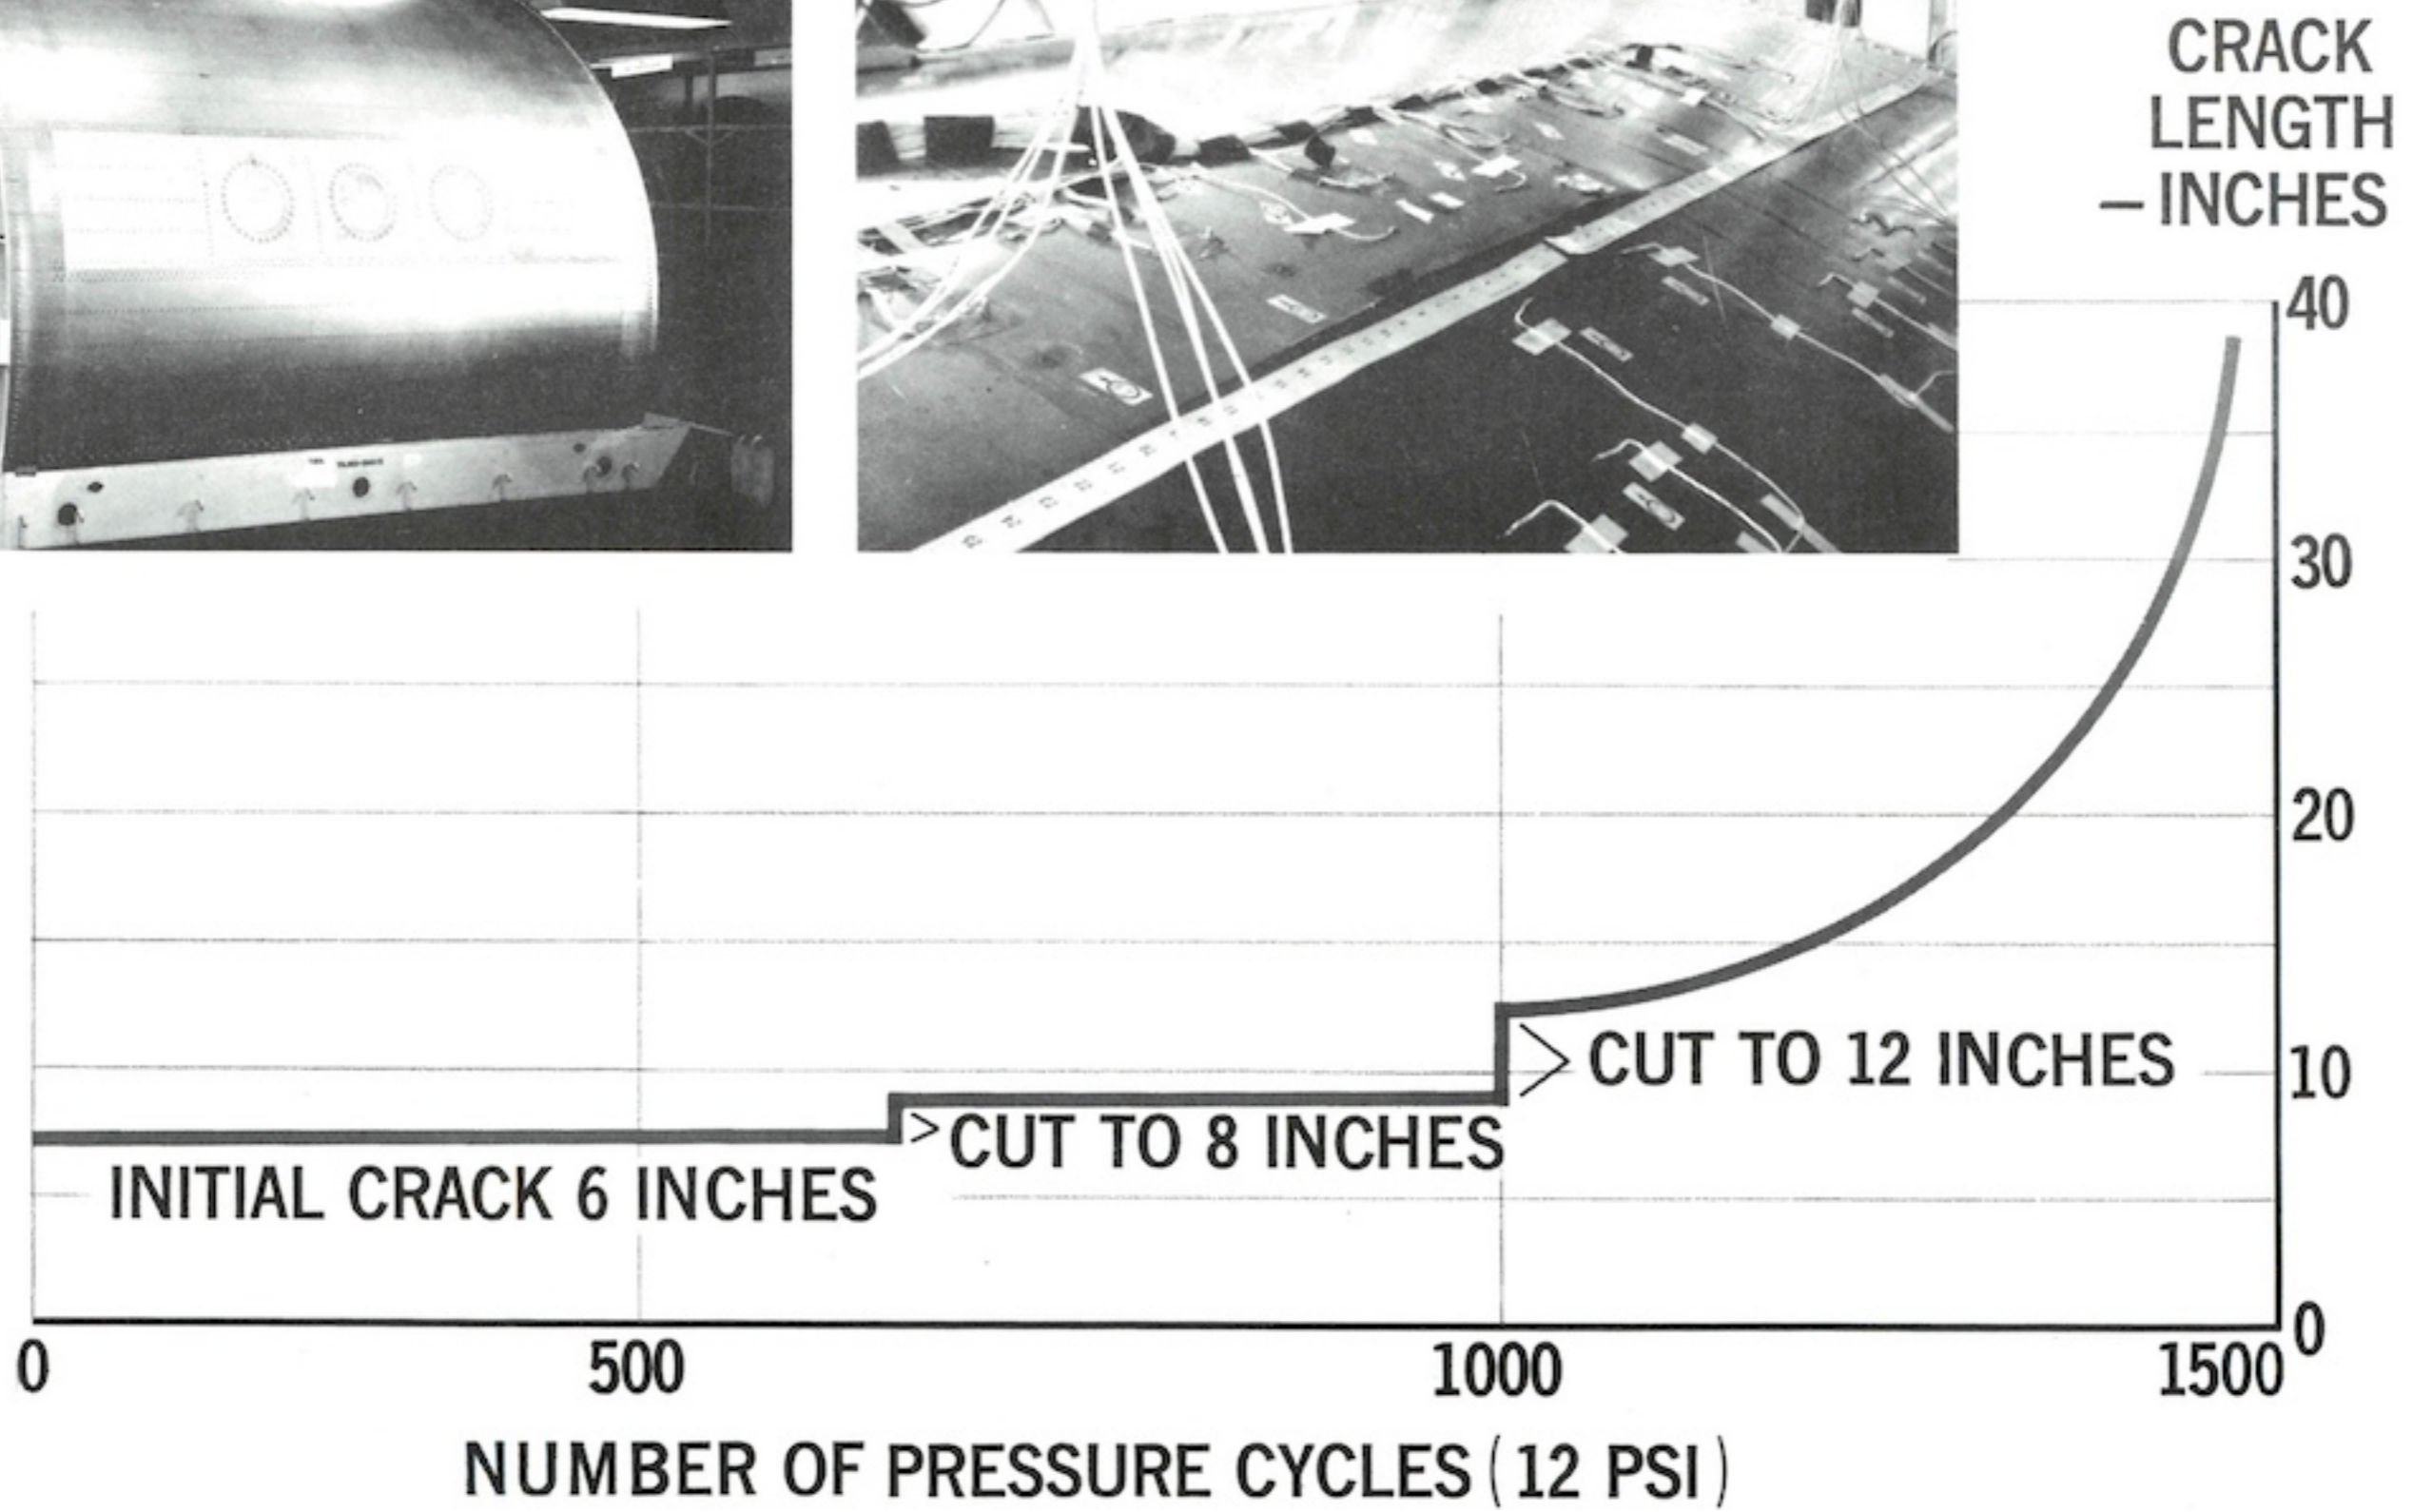 CRACK
LENGTH
– INCHES
40
30
20
10
0
CUT TO 12 INCHES
> CUT TO 8 INCHES
INITIAL CRACK 6 INCHES
0 500 1000 1500
NUMBER OF PRESSURE CYCLES (12 PSI)